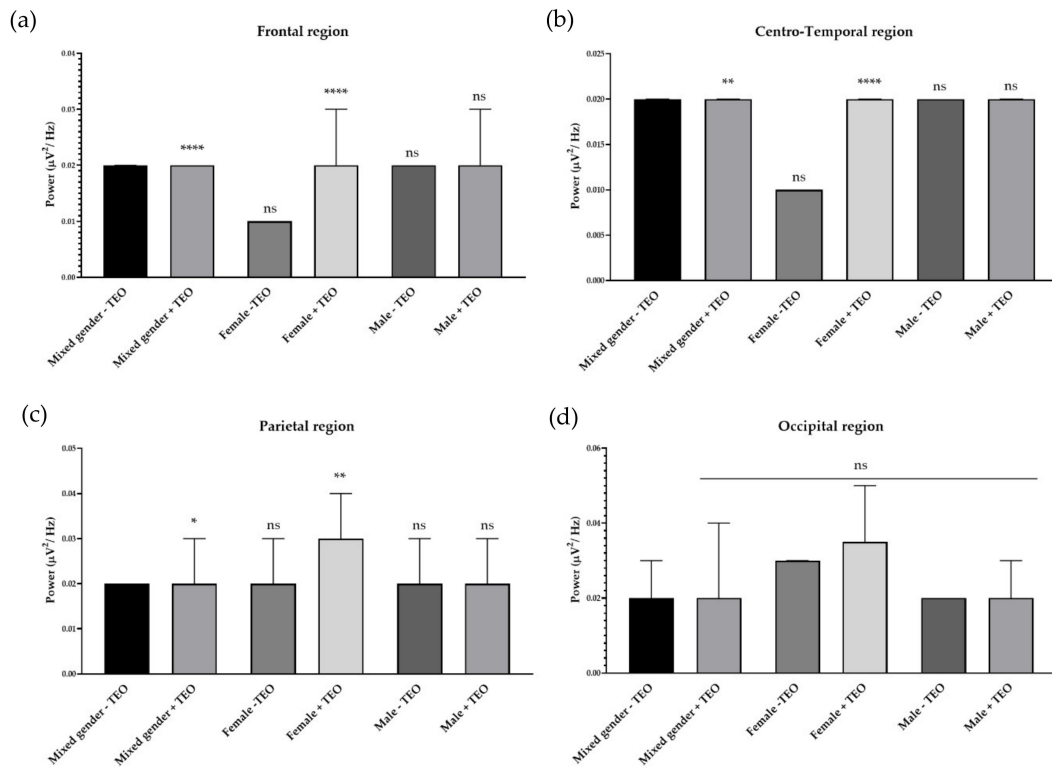 (a)
Frontal region
Power (μV²/ Hz)
0.04
0.03
0.02
0.01
0.00
****
ns
****
ns
ns
Mixed gender - TEO
Mixed gender + TEO
Female -TEO
Female + TEO
Male - TEO
Male + TEO
(b)
Centro-Temporal region
Power (μV²/ Hz)
0.025
0.020
0.015
0.010
0.005
0.000
**
ns
****
ns
ns
Mixed gender - TEO
Mixed gender + TEO
Female -TEO
Female + TEO
Male - TEO
Male + TEO
(c)
Parietal region
Power (μV²/ Hz)
0.05
0.04
0.03
0.02
0.01
0.00
*
ns
**
ns
ns
Mixed gender - TEO
Mixed gender + TEO
Female -TEO
Female + TEO
Male - TEO
Male + TEO
(d)
Occipital region
Power (μV²/ Hz)
0.06
0.04
0.02
0.00
ns
Mixed gender - TEO
Mixed gender + TEO
Female -TEO
Female + TEO
Male - TEO
Male + TEO